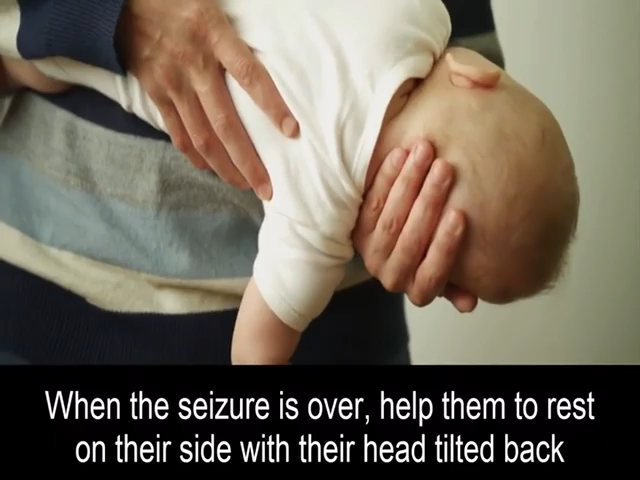 When the seizure is over, help them to rest
on their side with their head tilted back